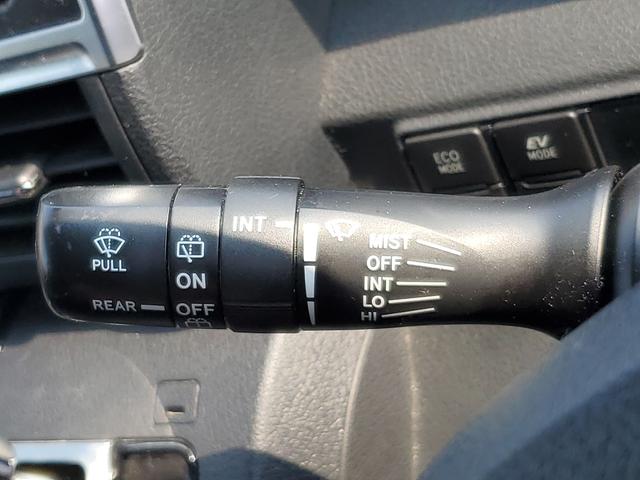 ECO
MODE
EV
MODE
PULL
REAR
ON
OFF
INT
MIST
OFF
INT
LO
HI